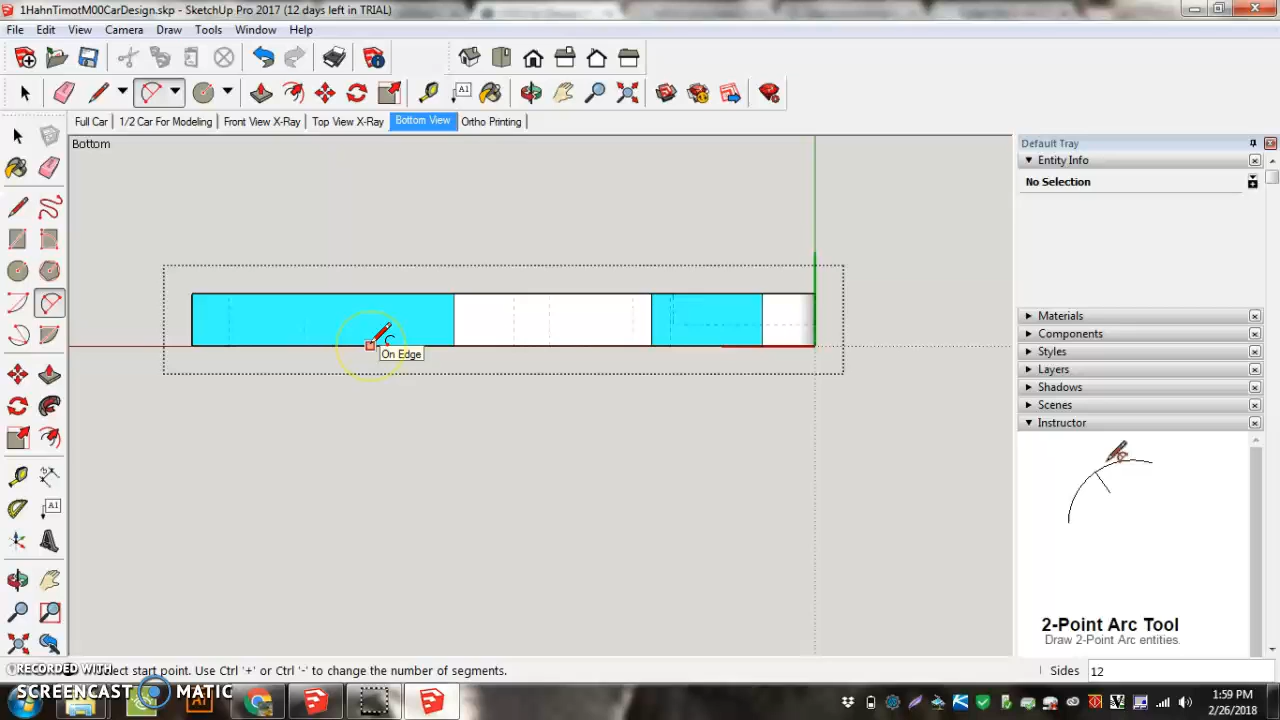 1HahnTimotM00CarDesign.skp - SketchUp Pro 2017 (12 days left in TRIAL)
File Edit View Camera Draw Tools Window Help
A1
Full Car 1/2 Car For Modeling Front View X-Ray Top View X-Ray Bottom View Ortho Printing
Bottom
Default Tray
Entity Info
No Selection
On Edge
Materials
Components
Styles
Layers
Shadows
Scenes
Instructor
A1
2-Point Arc Tool
Draw 2-Point Arc entities.
Select start point. Use Ctrl '+' or Ctrl '-' to change the number of segments.
Sides 12
RECORDED WITH
SCREENCAST MATIC
Ai
1:59 PM
2/26/2018